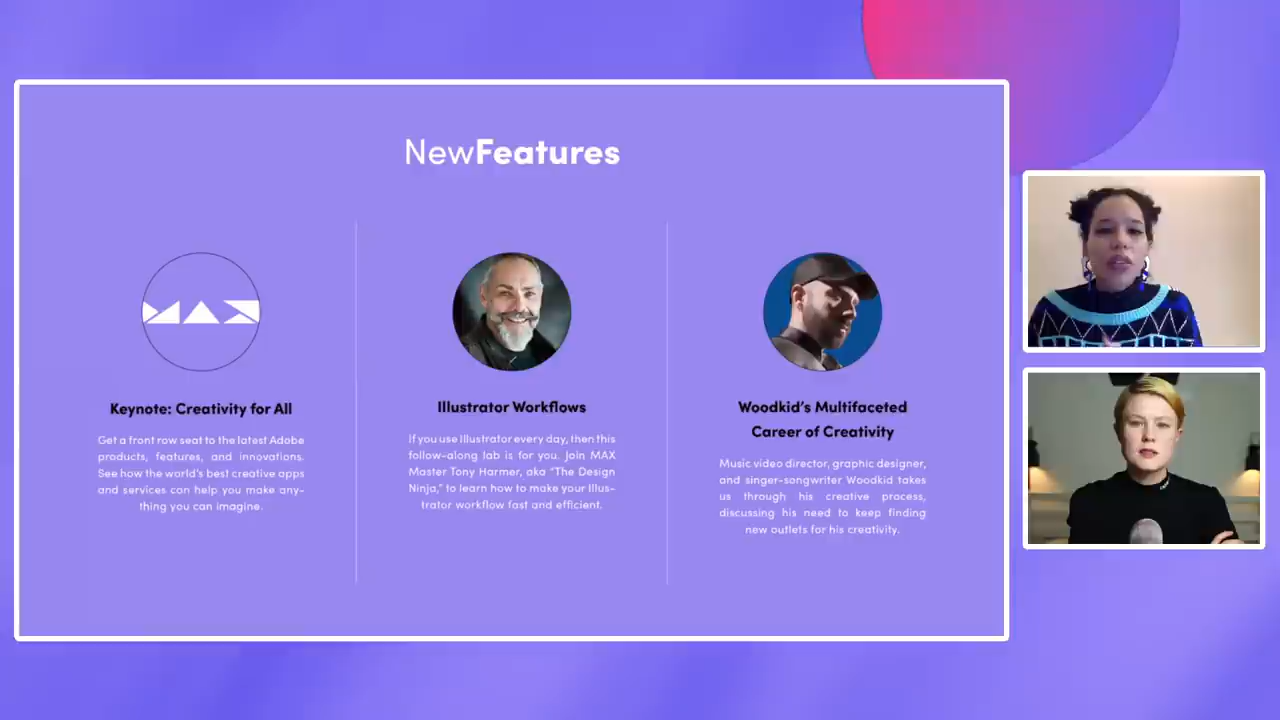 NewFeatures
MAX
Keynote: Creativity for All
Get a front row seat to the latest Adobe
products, features, and innovations.
See how the world's best creative apps
and services can help you make any-
thing you can imagine.
Illustrator Workflows
If you use Illustrator every day, then this
follow-along lab is for you. Join MAX
Master Tony Harmer, aka “The Design
Ninja,” to learn how to make your Illus-
trator workflow fast and efficient.
Woodkid’s Multifaceted
Career of Creativity
Music video director, graphic designer,
and singer-songwriter Woodkid takes
us through his creative process,
discussing his need to keep finding
new outlets for his creativity.